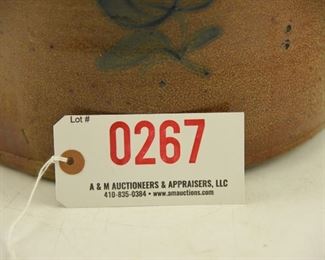 Lot #
0267
A & M AUCTIONEERS & APPRAISERS, LLC
410-835-0384 • www.amauctions.com